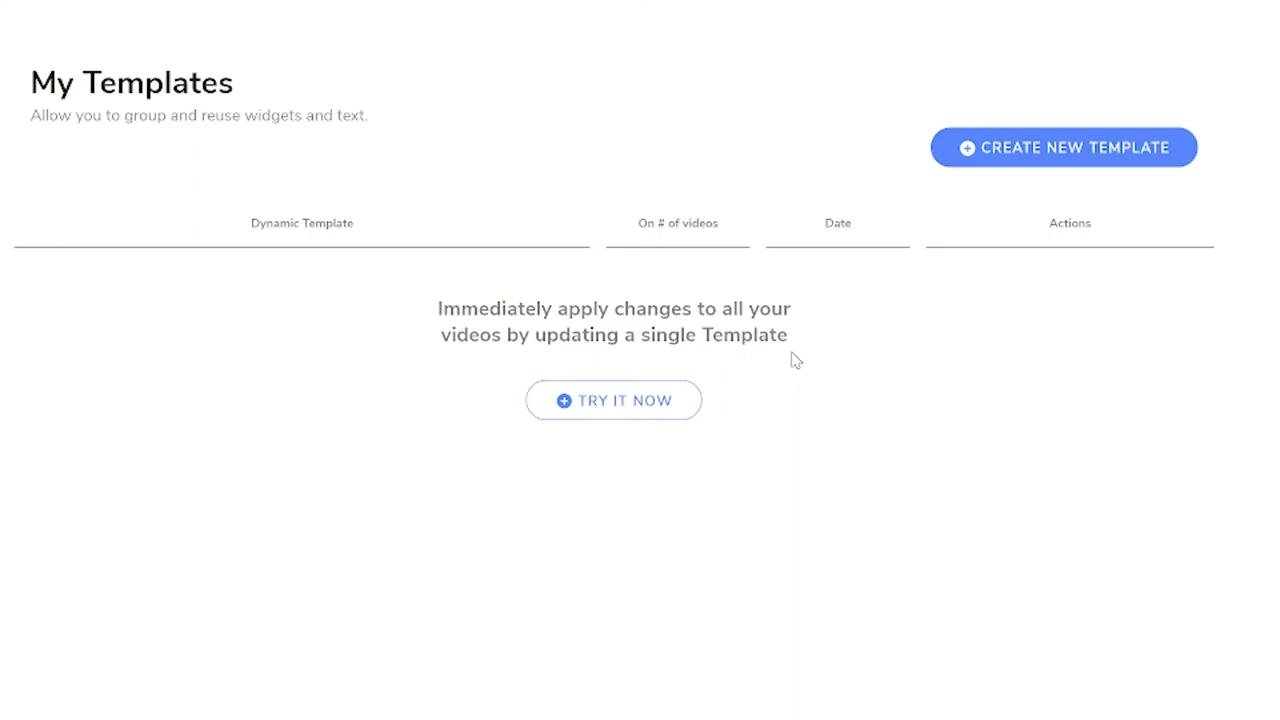 My Templates
Allow you to group and reuse widgets and text.
CREATE NEW TEMPLATE
Dynamic Template
On # of videos
Date
Actions
Immediately apply changes to all your
videos by updating a single Template
TRY IT NOW